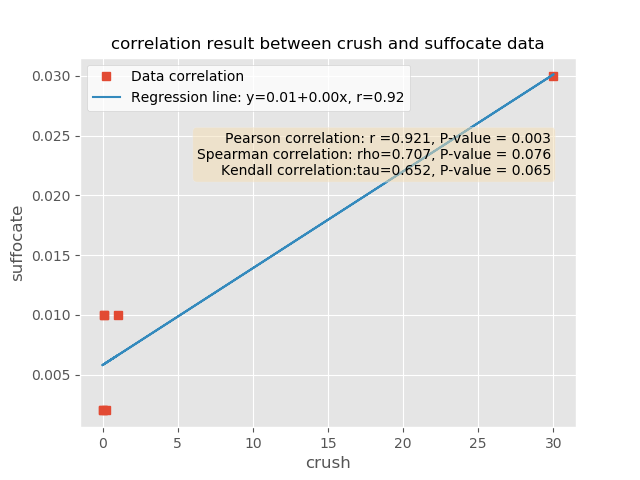 correlation result between crush and suffocate data
Data correlation
Regression line: y=0.01+0.00x, r=0.92
Pearson correlation: r =0.921, P-value = 0.003
Spearman correlation: rho=0.707, P-value = 0.076
Kendall correlation:tau=0.652, P-value = 0.065
0.030
0.025
0.020
0.015
0.010
0.005
suffocate
0 5 10 15 20 25 30
crush